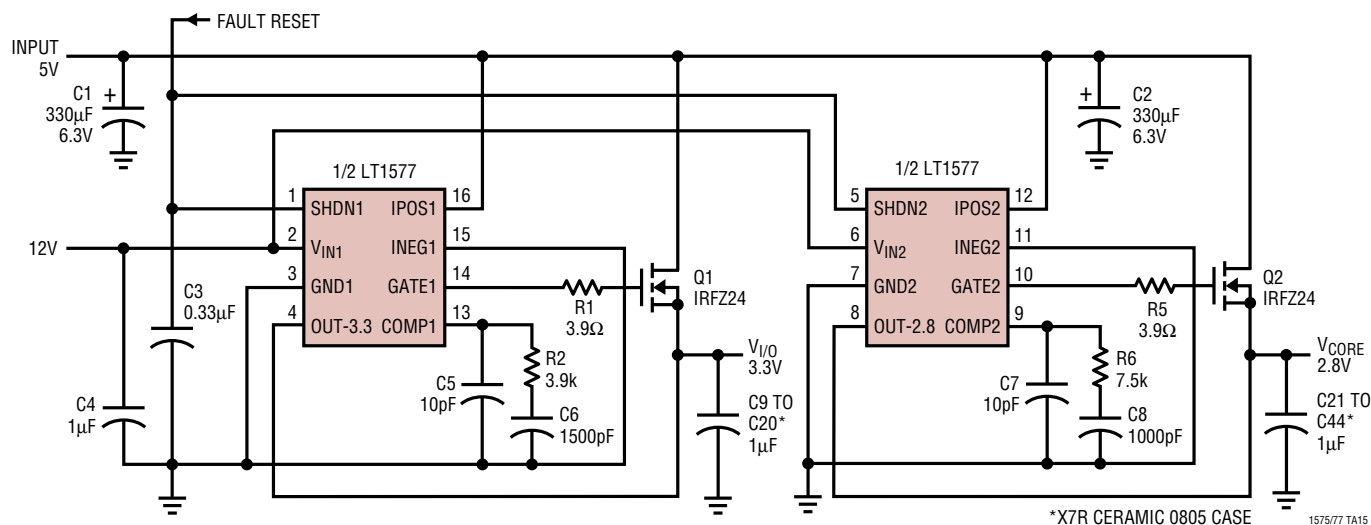 FAULT RESET
INPUT
5V
C1
+
330µF
6.3V
+
C2
330µF
6.3V
1/2 LT1577
1
SHDN1
IPOS1
16
2
VIN1
INEG1
15
3
GND1
GATE1
14
4
OUT-3.3
COMP1
13
12V
C3
0.33µF
C4
1µF
R1
3.9Ω
Q1
IRFZ24
R2
3.9k
C5
10pF
C6
1500pF
VI/O
3.3V
C9 TO
C20*
1µF
1/2 LT1577
5
SHDN2
IPOS2
12
6
VIN2
INEG2
11
7
GND2
GATE2
10
8
OUT-2.8
COMP2
9
R5
3.9Ω
Q2
IRFZ24
R6
7.5k
C7
10pF
C8
1000pF
VCORE
2.8V
C21 TO
C44*
1µF
*X7R CERAMIC 0805 CASE
1575/77 TA15